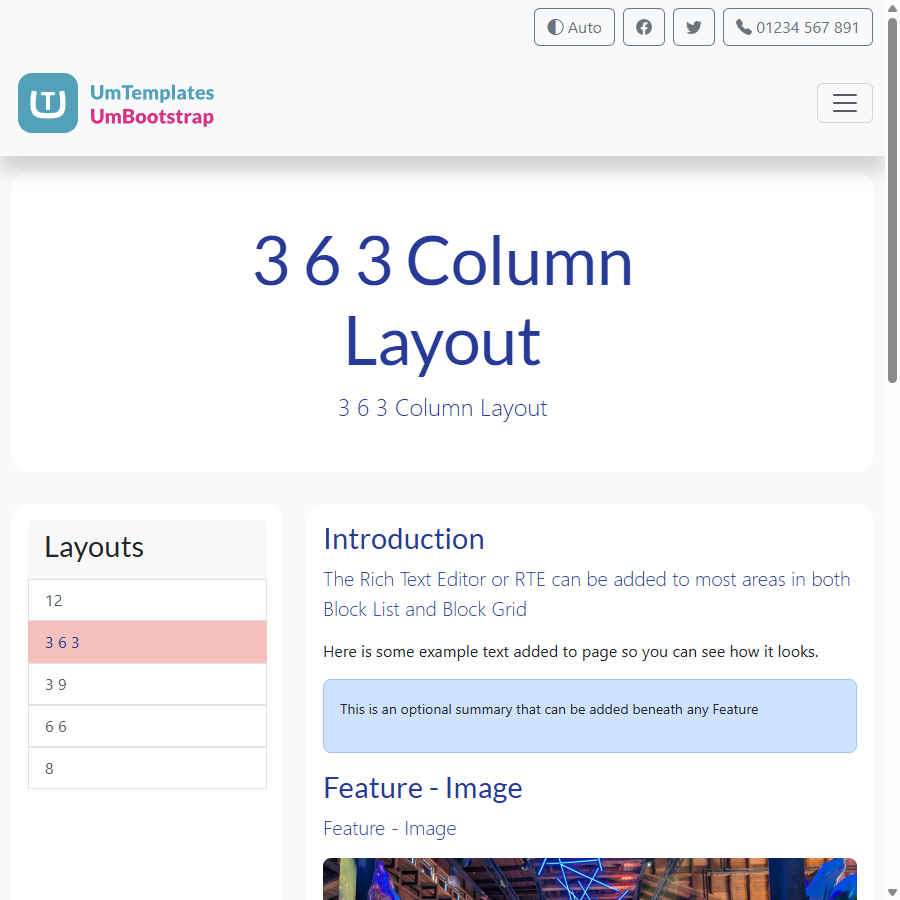 Auto
01234 567 891
UmTemplates
UmBootstrap
3 6 3 Column
Layout
3 6 3 Column Layout
Layouts
12
3 6 3
3 9
6 6
8
Introduction
The Rich Text Editor or RTE can be added to most areas in both
Block List and Block Grid
Here is some example text added to page so you can see how it looks.
This is an optional summary that can be added beneath any Feature
Feature - Image
Feature - Image